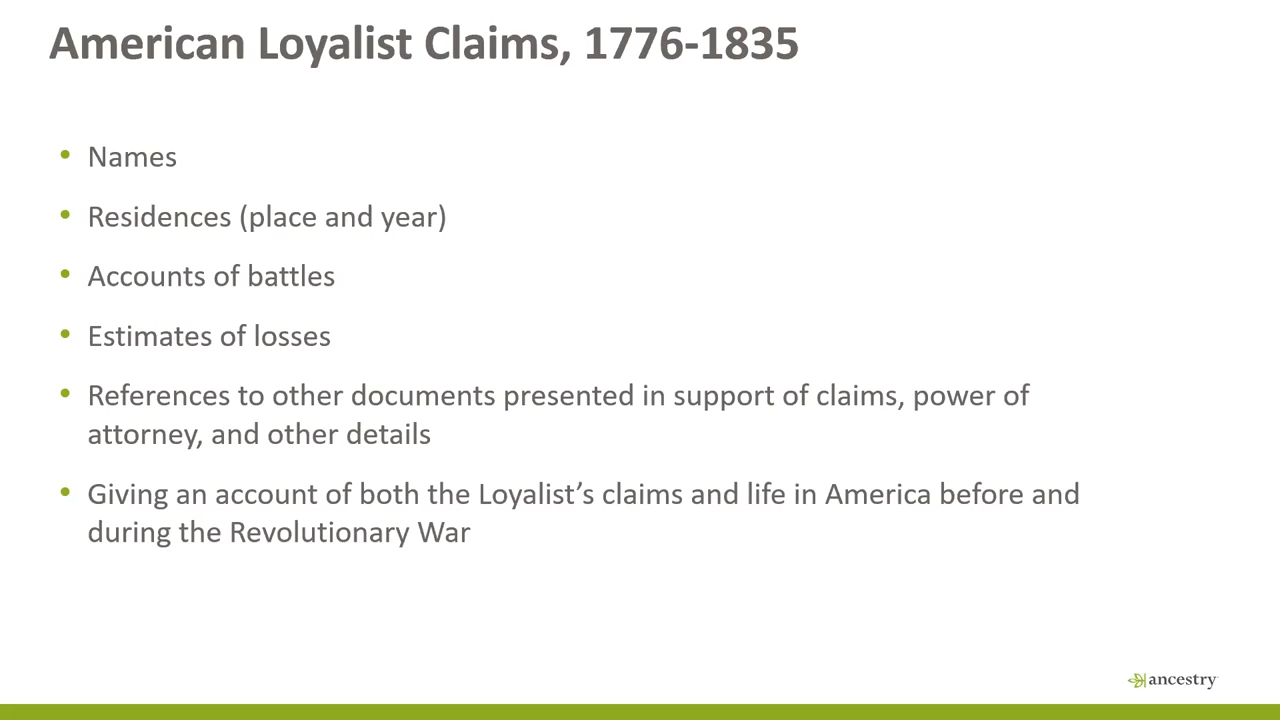 American Loyalist Claims, 1776-1835
• Names
• Residences (place and year)
• Accounts of battles
• Estimates of losses
• References to other documents presented in support of claims, power of
attorney, and other details
• Giving an account of both the Loyalist’s claims and life in America before and
during the Revolutionary War
ancestry